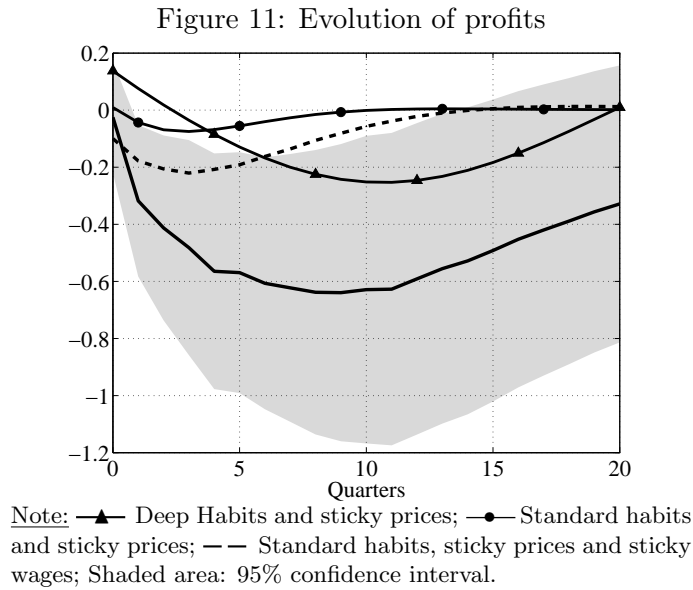 Figure 11: Evolution of profits
0.2
0
−0.2
−0.4
−0.6
−0.8
−1
−1.2
0 5 10 15 20
Quarters
Note: Deep Habits and sticky prices; Standard habits
and sticky prices; Standard habits, sticky prices and sticky
wages; Shaded area: 95% confidence interval.